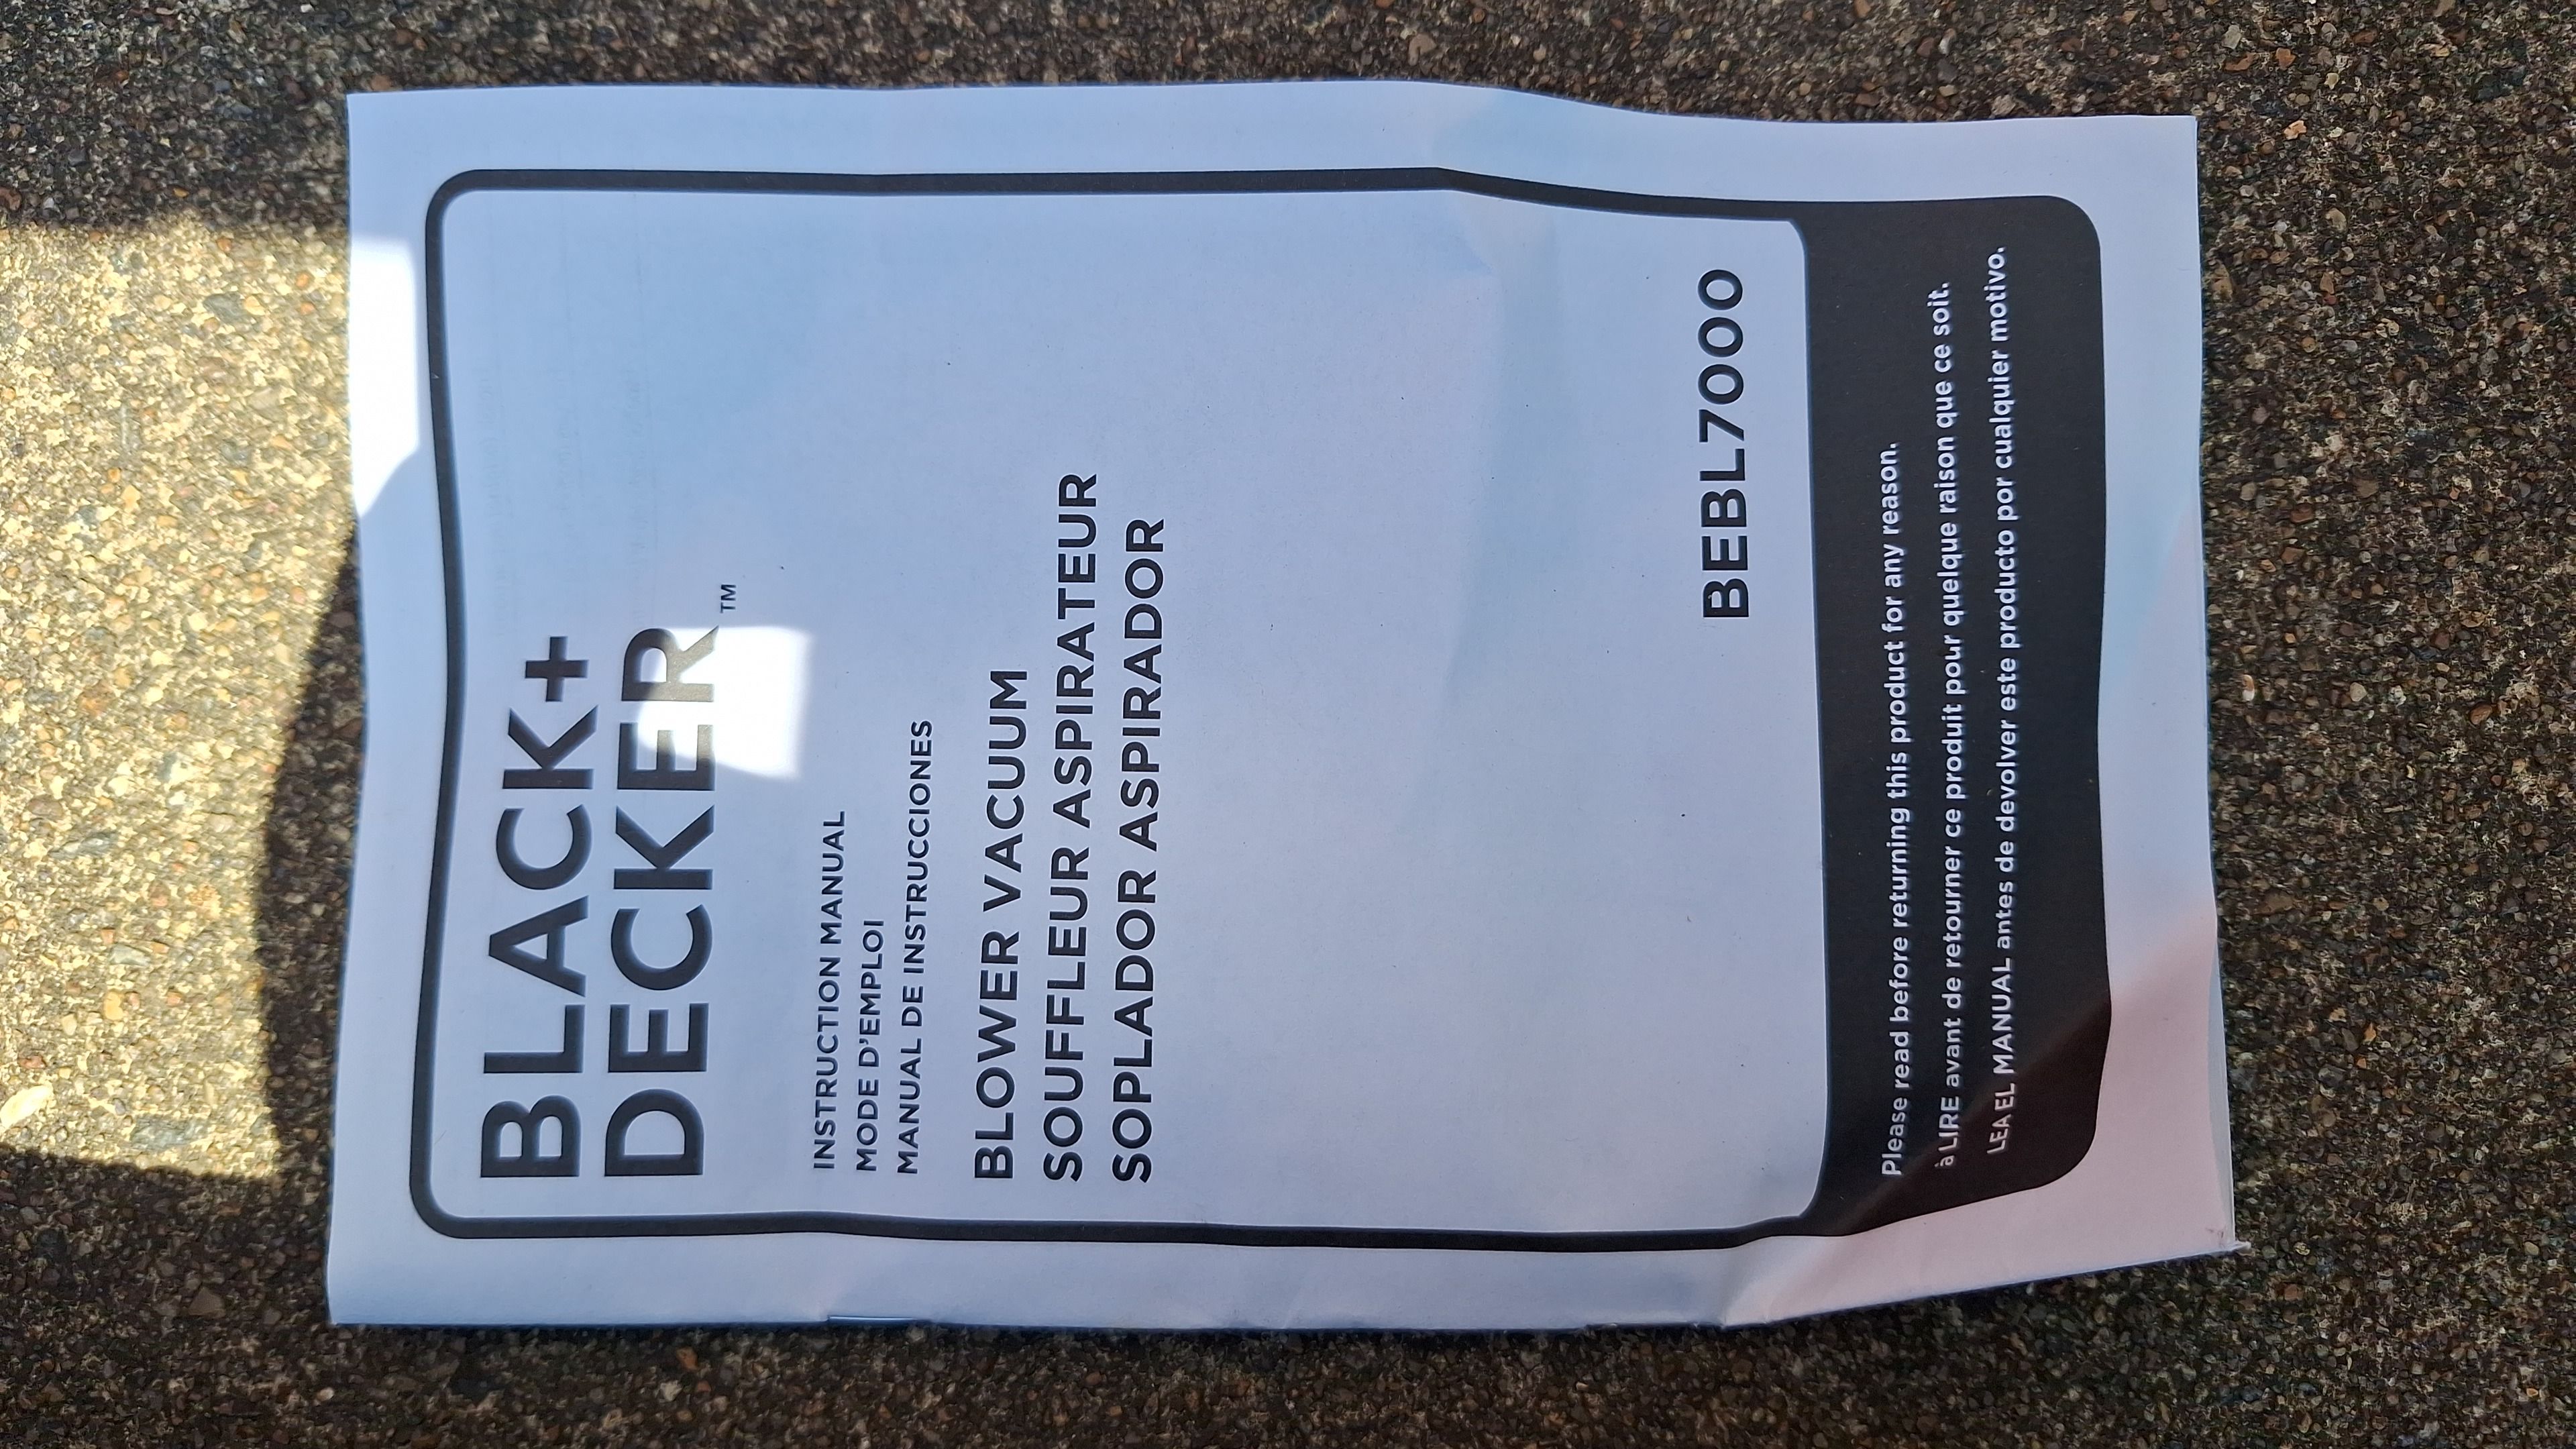 BLACK+
DECKER™
INSTRUCTION MANUAL
MODE D'EMPLOI
MANUAL DE INSTRUCCIONES
BLOWER VACUUM
SOUFFLEUR ASPIRATEUR
SOPLADOR ASPIRADOR
BEBL7000
Please read before returning this product for any reason.
à LIRE avant de retourner ce produit pour quelque raison que ce soit.
LEA EL MANUAL antes de devolver este producto por cualquier motivo.